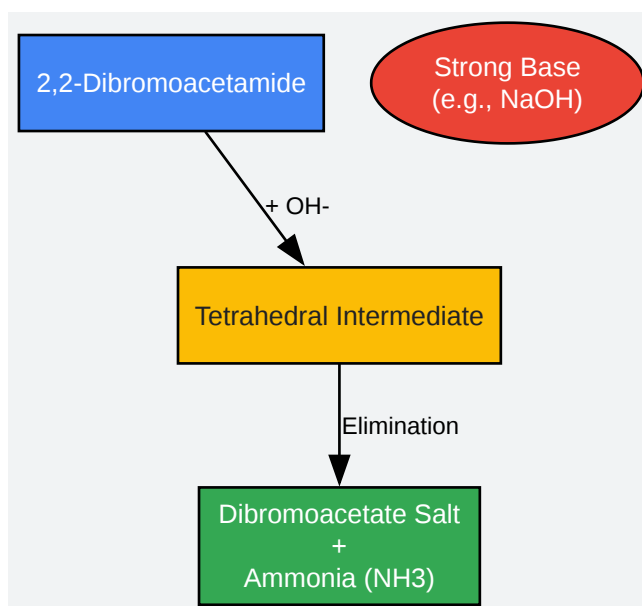 2,2-Dibromoacetamide
Strong Base
(e.g., NaOH)
+ OH-
Tetrahedral Intermediate
Elimination
Dibromoacetate Salt
+
Ammonia (NH3)